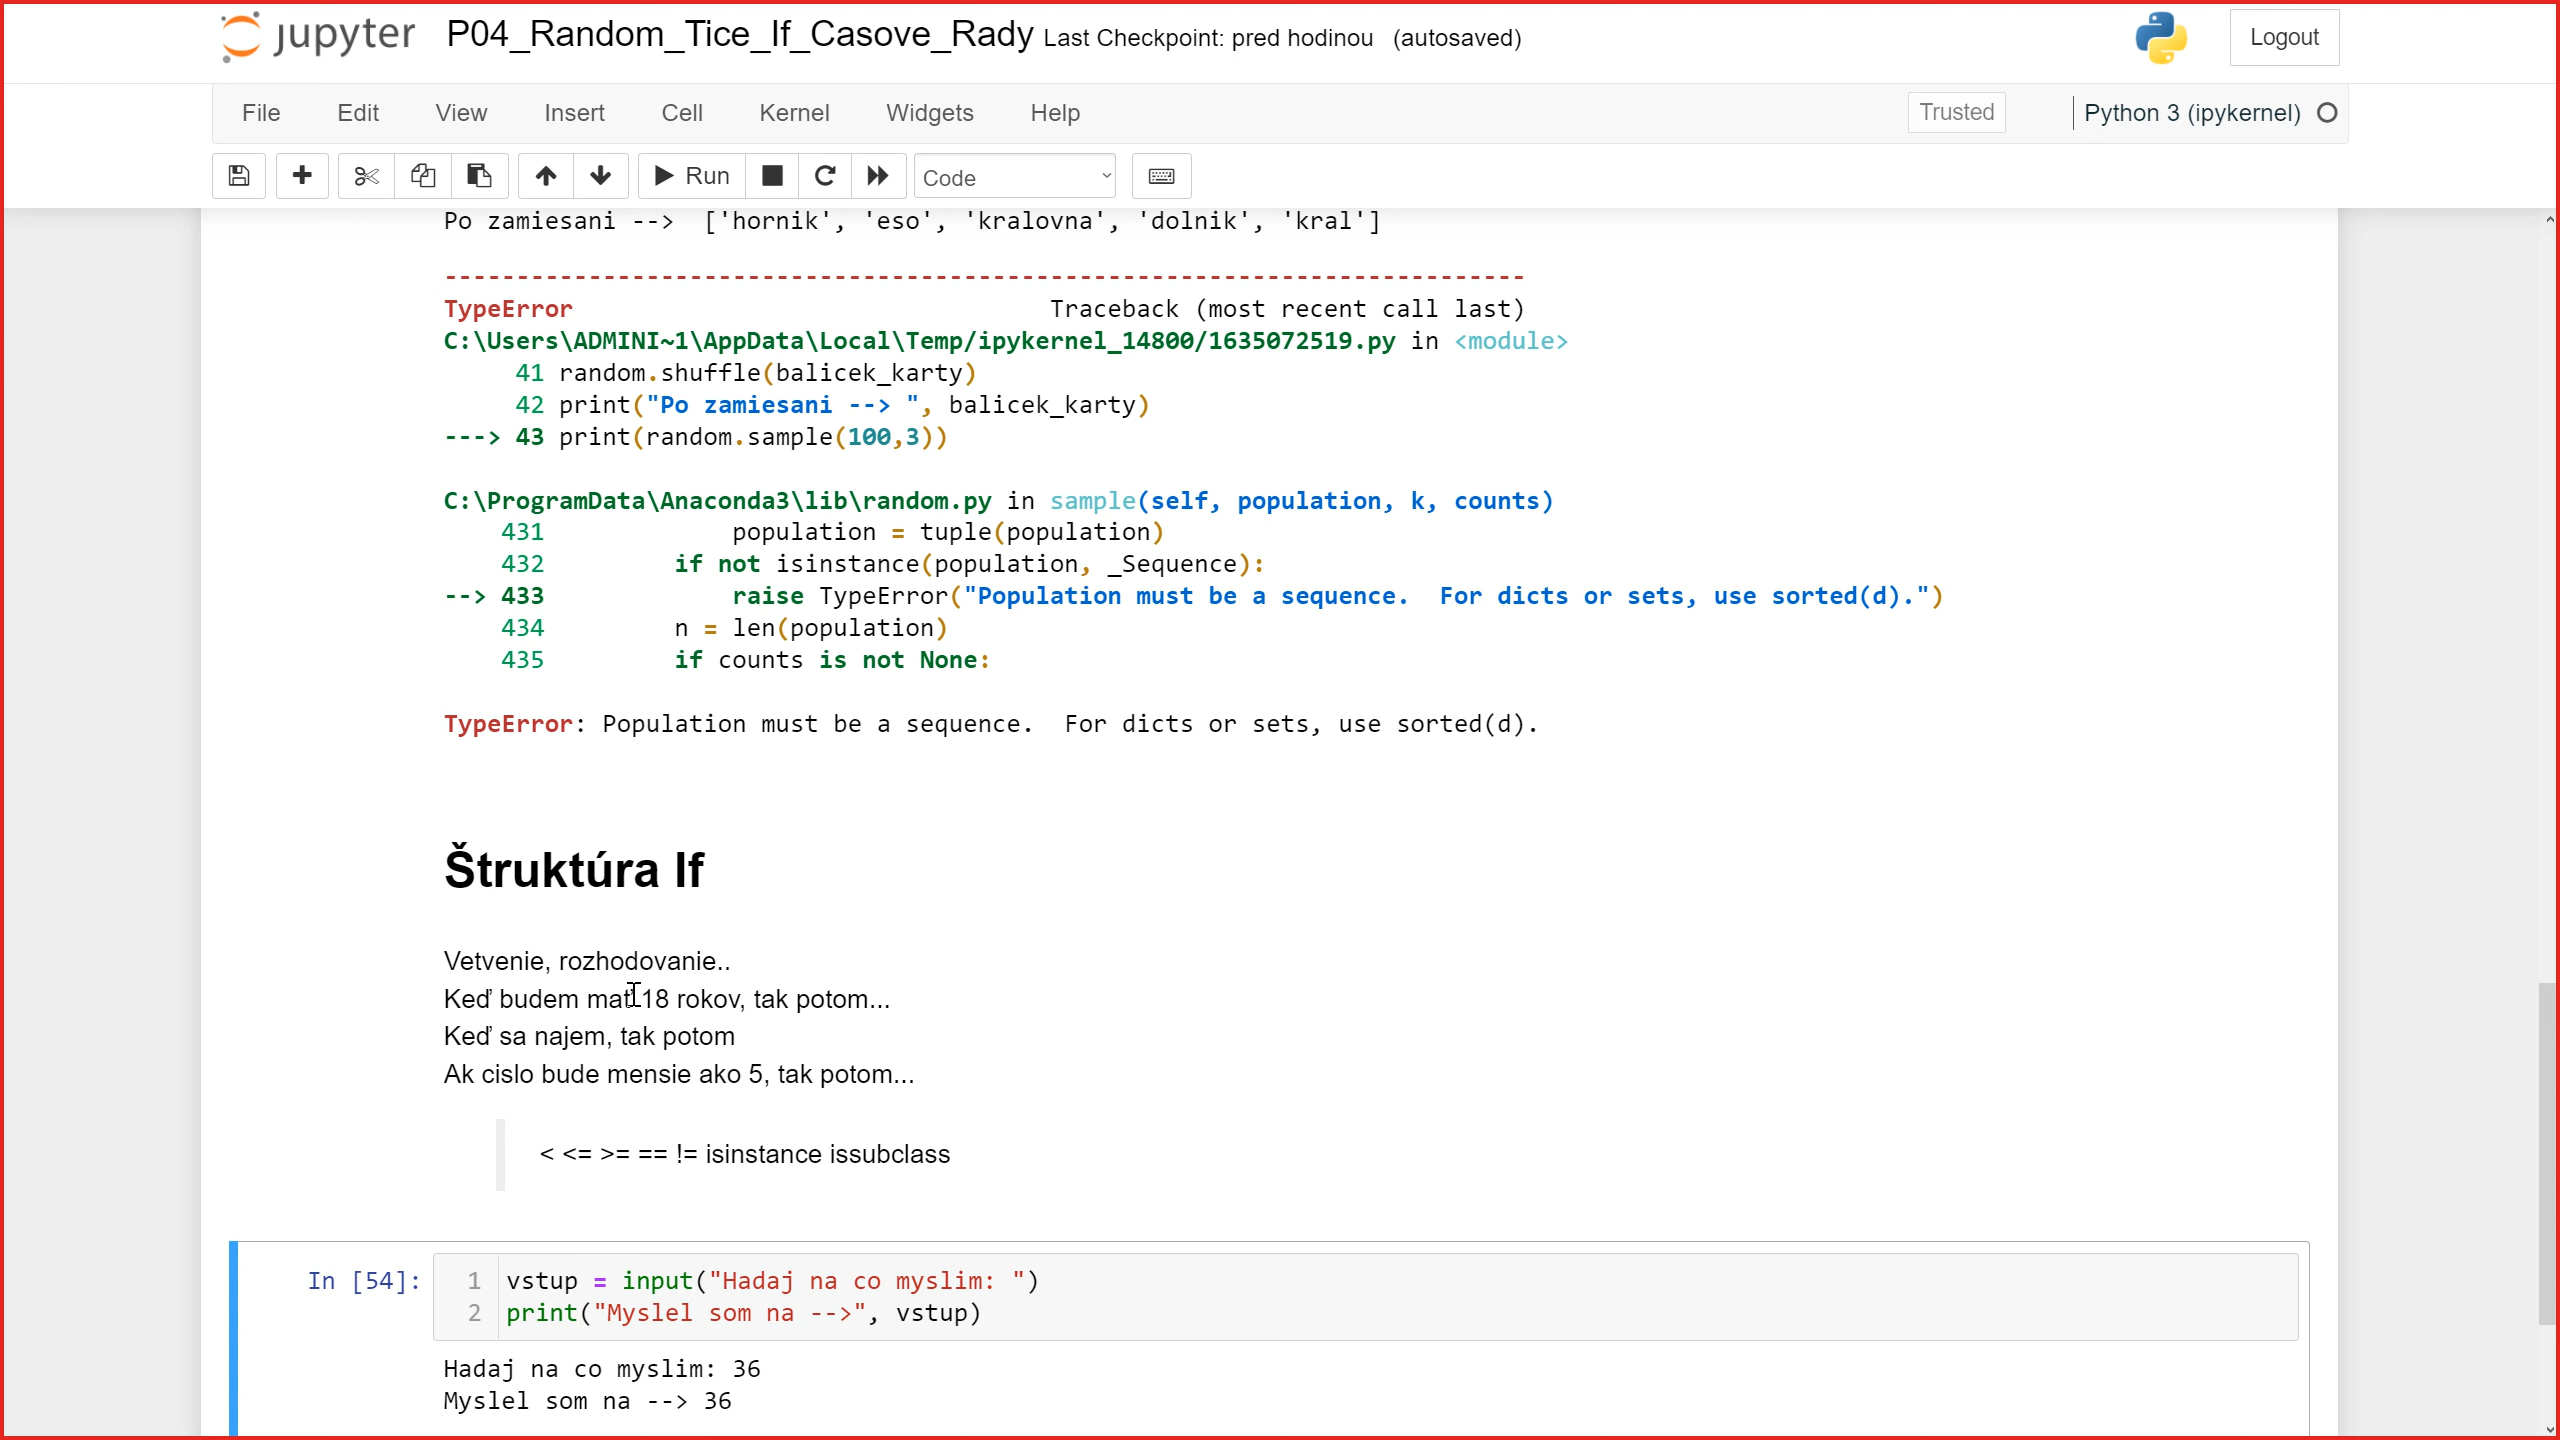 jupyter P04_Random_Tice_If_Casove_Rady Last Checkpoint: pred hodinou (autosaved) Logout
File Edit View Insert Cell Kernel Widgets Help Trusted Python 3 (ipykernel)
Run Code
Po zamiesani --> ['hornik', 'eso', 'kralovna', 'dolnik', 'kral']
---------------------------------------------------------------------------
TypeError Traceback (most recent call last)
C:\Users\ADMINI~1\AppData\Local\Temp/ipykernel_14800/1635072519.py in <module>
41 random.shuffle(balicek_karty)
42 print("Po zamiesani --> ", balicek_karty)
---> 43 print(random.sample(100,3))
C:\ProgramData\Anaconda3\lib\random.py in sample(self, population, k, counts)
431 population = tuple(population)
432 if not isinstance(population, _Sequence):
--> 433 raise TypeError("Population must be a sequence.  For dicts or sets, use sorted(d).")
434 n = len(population)
435 if counts is not None:
TypeError: Population must be a sequence.  For dicts or sets, use sorted(d).
Štruktúra If
Vetvenie, rozhodovanie..
Keď budem mať 18 rokov, tak potom...
Keď sa najem, tak potom
Ak cislo bude mensie ako 5, tak potom...
< <= >= == != isinstance issubclass
In [54]: 1 vstup = input("Hadaj na co myslim: ")
2 print("Myslel som na -->", vstup)
Hadaj na co myslim: 36
Myslel som na --> 36